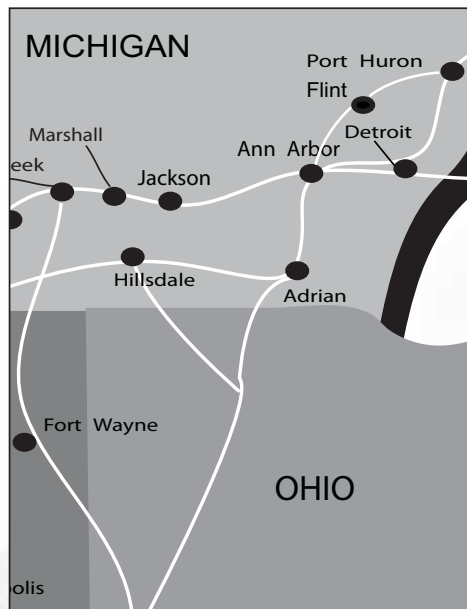 MICHIGAN
Port Huron
Flint
Detroit
Marshall
Ann Arbor
eek
Jackson
Hillsdale
Adrian
Fort Wayne
OHIO
olis